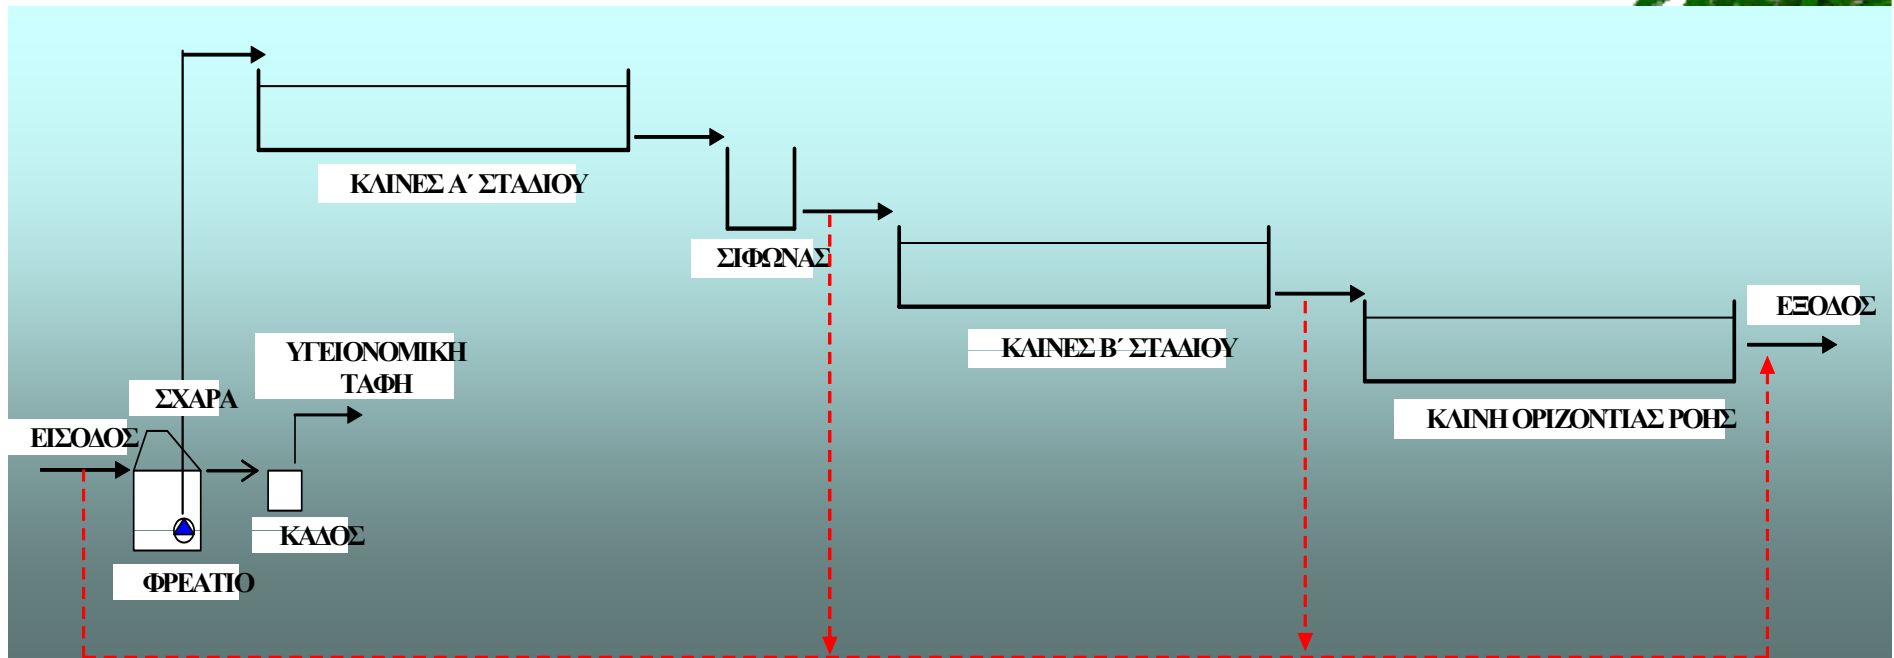 ΚΛΙΝΕΣ Α΄ ΣΤΑΔΙΟΥ
ΣΙΦΩΝΑΣ
ΕΞΟΔΟΣ
ΚΛΙΝΕΣ Β΄ ΣΤΑΔΙΟΥ
ΥΓΕΙΟΝΟΜΙΚΗ
ΤΑΦΗ
ΣΧΑΡΑ
ΚΛΙΝΗ ΟΡΙΖΟΝΤΙΑΣ ΡΟΗΣ
ΕΙΣΟΔΟΣ
ΚΑΔΟΣ
ΦΡΕΑΤΙΟ